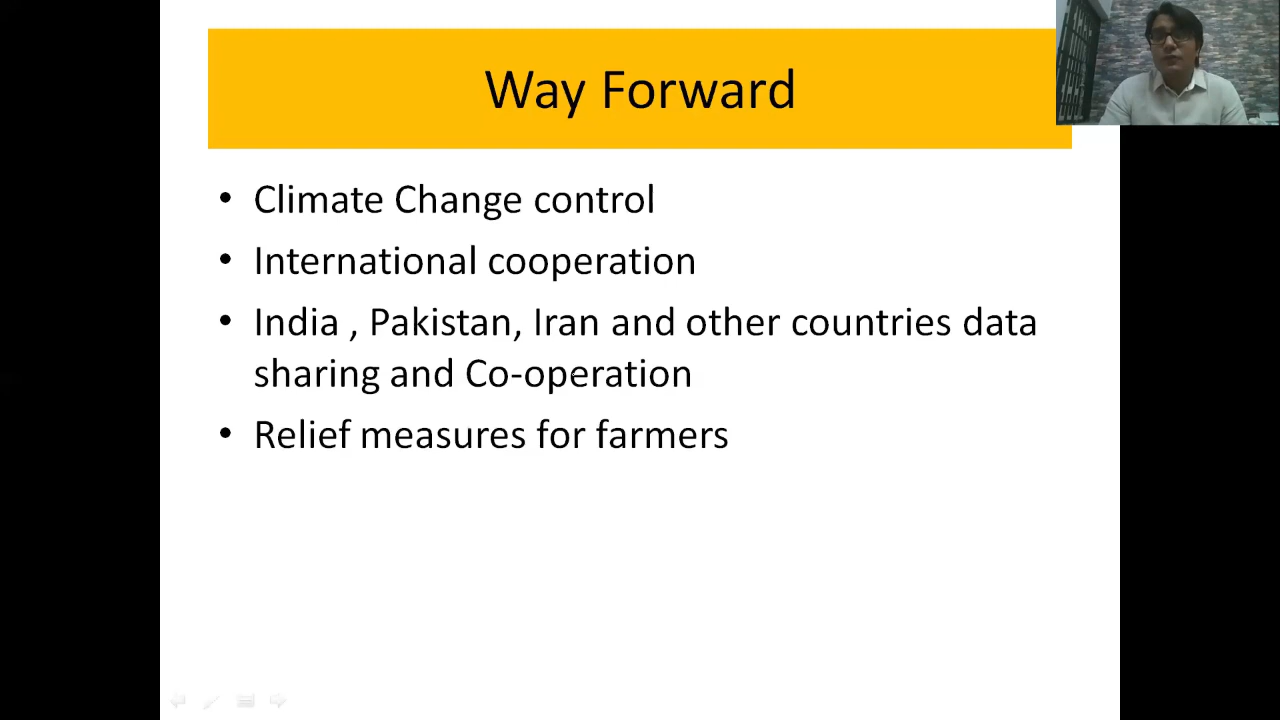 Way Forward
• Climate Change control
• International cooperation
• India , Pakistan, Iran and other countries data
sharing and Co-operation
• Relief measures for farmers